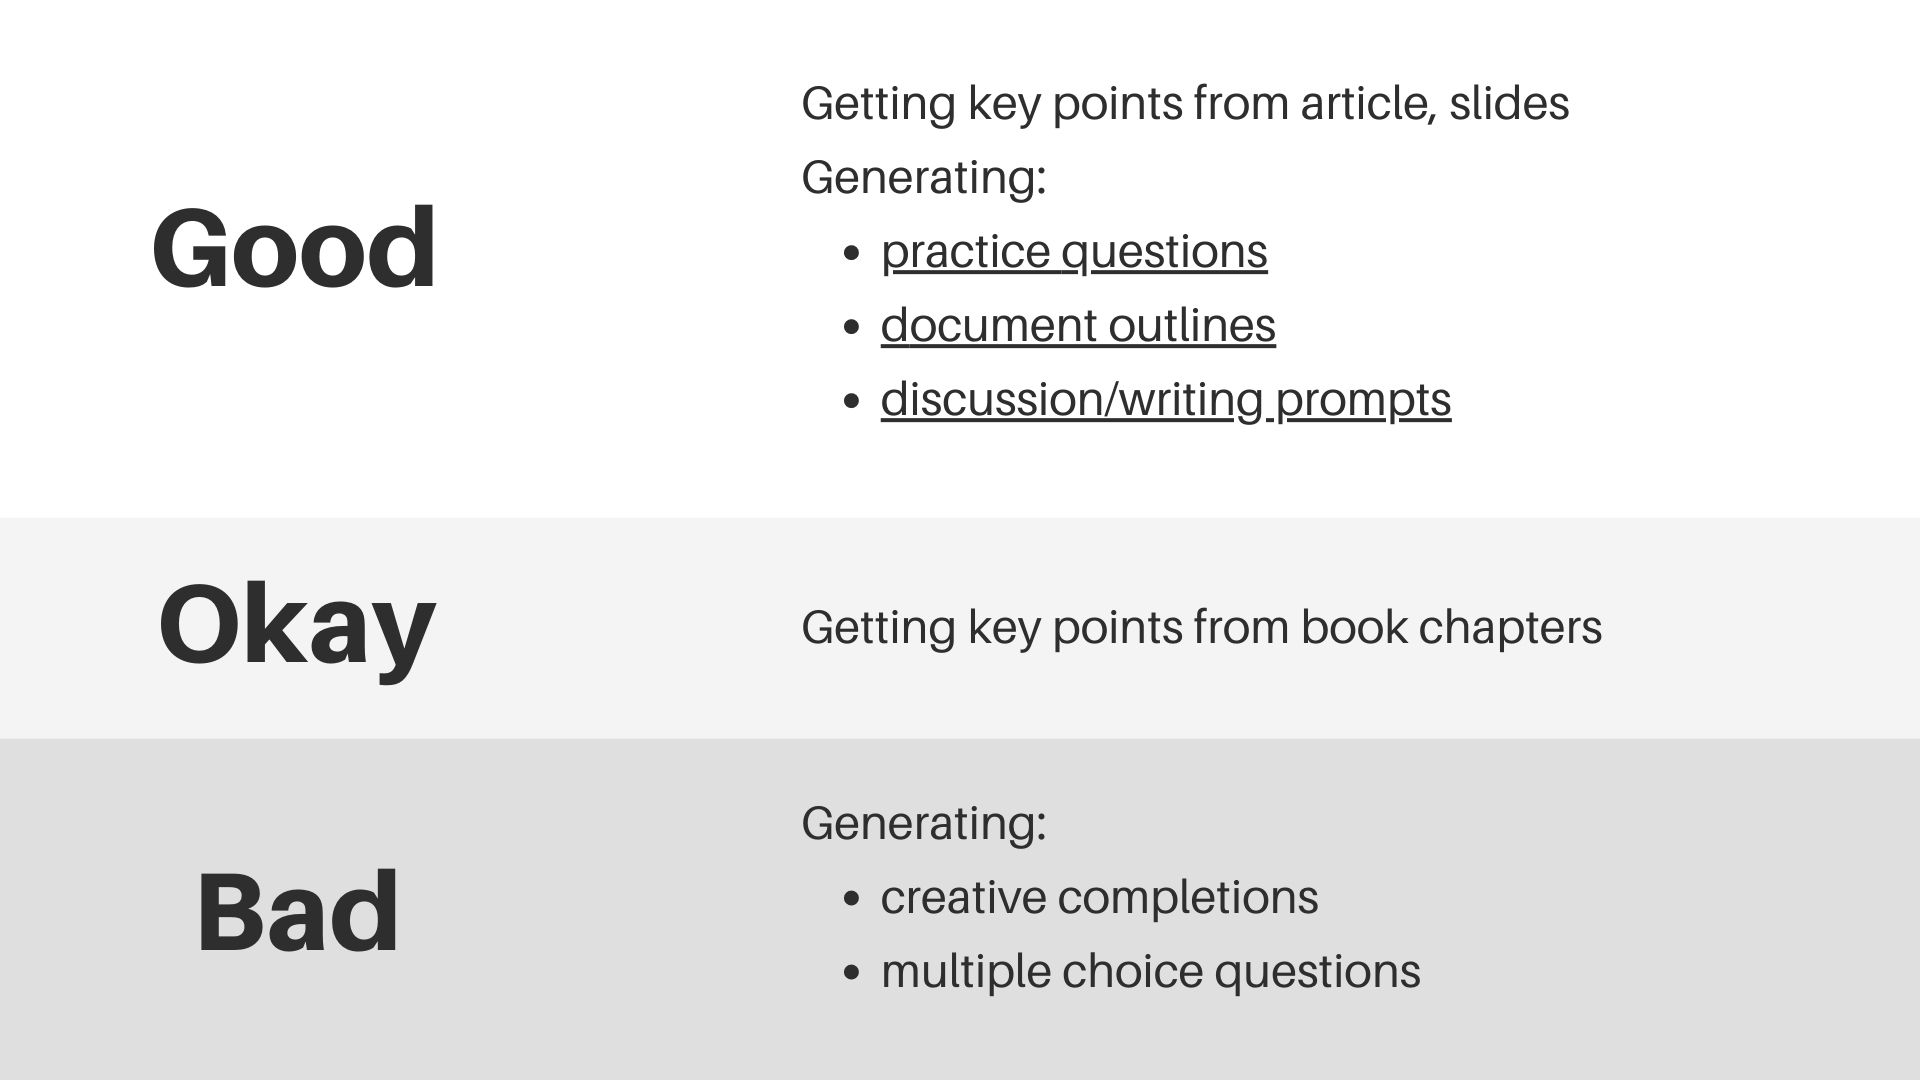 Good
Getting key points from article, slides
Generating:
• practice questions
• document outlines
• discussion/writing prompts
Okay
Getting key points from book chapters
Bad
Generating:
• creative completions
• multiple choice questions